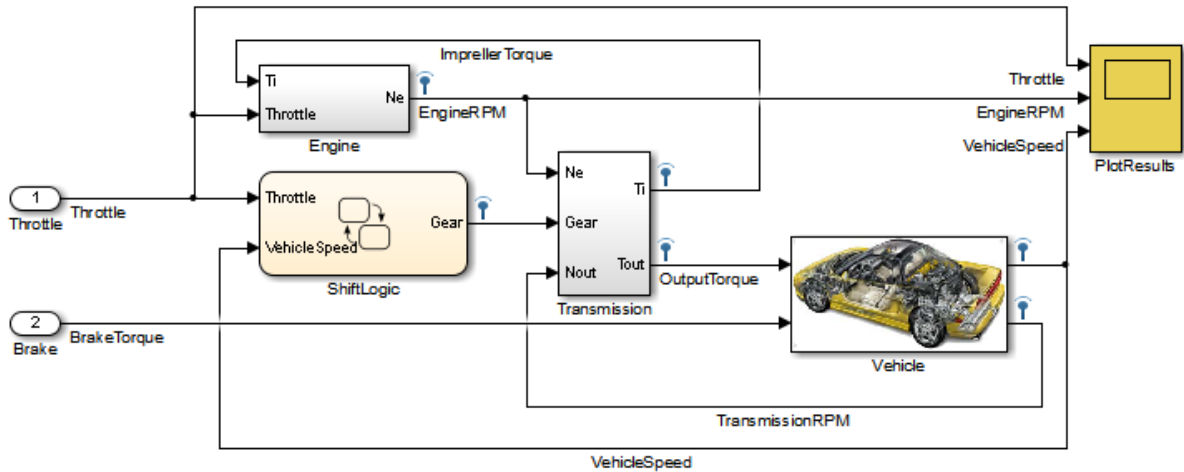 ImprellerTorque
Ti
Throttle
Ne
EngineRPM
Engine
Throttle
EngineRPM
VehicleSpeed
PlotResults
1
Throttle
Throttle
Throttle
VehicleSpeed
Gear
ShiftLogic
Ne
Gear
Nout
Ti
Tout
Transmission
OutputTorque
2
Brake
BrakeTorque
Vehicle
TransmissionRPM
VehicleSpeed